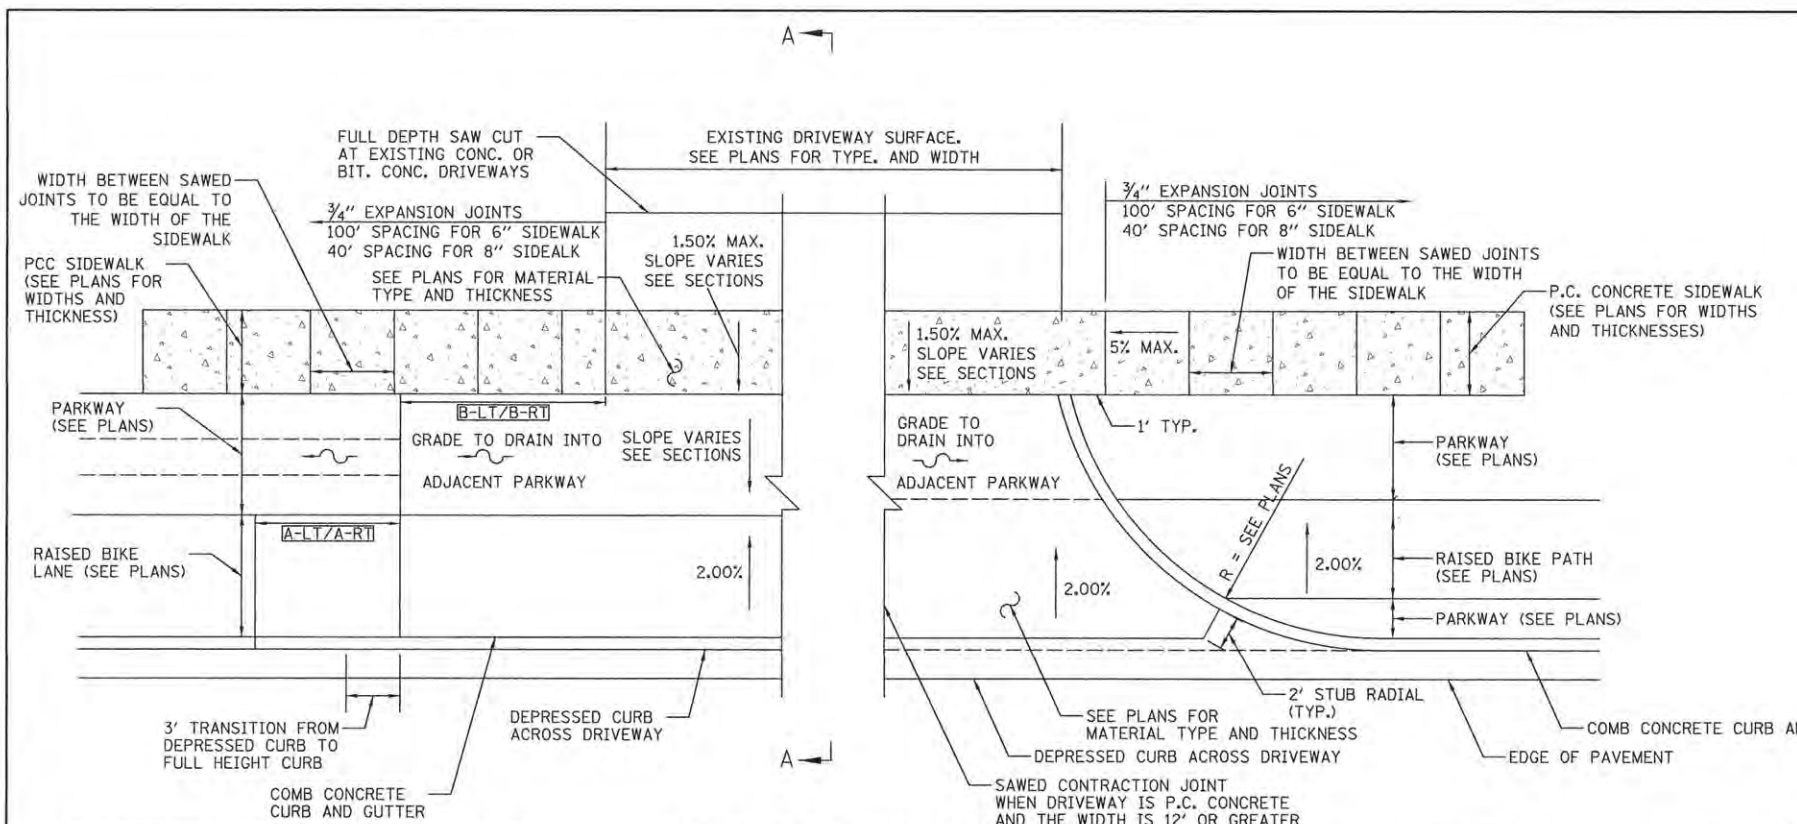 A
FULL DEPTH SAW CUT
AT EXISTING CONC. OR
BIT. CONC. DRIVEWAYS
EXISTING DRIVEWAY SURFACE.
SEE PLANS FOR TYPE. AND WIDTH
WIDTH BETWEEN SAWED
JOINTS TO BE EQUAL TO
THE WIDTH OF THE
SIDEWALK
3/4" EXPANSION JOINTS
100' SPACING FOR 6" SIDEWALK
40' SPACING FOR 8" SIDEALK
3/4" EXPANSION JOINTS
100' SPACING FOR 6" SIDEWALK
40' SPACING FOR 8" SIDEALK
1.50% MAX.
SLOPE VARIES
SEE SECTIONS
SEE PLANS FOR MATERIAL
TYPE AND THICKNESS
PCC SIDEWALK
(SEE PLANS FOR
WIDTHS AND
THICKNESS)
WIDTH BETWEEN SAWED JOINTS
TO BE EQUAL TO THE WIDTH
OF THE SIDEWALK
P.C. CONCRETE SIDEWALK
(SEE PLANS FOR WIDTHS
AND THICKNESSES)
1.50% MAX.
SLOPE VARIES
SEE SECTIONS
5% MAX.
PARKWAY
(SEE PLANS)
B-LT/B-RT
GRADE TO DRAIN INTO
ADJACENT PARKWAY
SLOPE VARIES
SEE SECTIONS
GRADE TO
DRAIN INTO
ADJACENT PARKWAY
1' TYP.
PARKWAY
(SEE PLANS)
R = SEE PLANS
A-LT/A-RT
RAISED BIKE
LANE (SEE PLANS)
2.00%
2.00%
2.00%
RAISED BIKE PATH
(SEE PLANS)
PARKWAY (SEE PLANS)
3' TRANSITION FROM
DEPRESSED CURB TO
FULL HEIGHT CURB
DEPRESSED CURB
ACROSS DRIVEWAY
COMB CONCRETE
CURB AND GUTTER
A
2' STUB RADIAL
(TYP.)
SEE PLANS FOR
MATERIAL TYPE AND THICKNESS
COMB CONCRETE CURB A
DEPRESSED CURB ACROSS DRIVEWAY
EDGE OF PAVEMENT
SAWED CONTRACTION JOINT
WHEN DRIVEWAY IS P.C. CONCRETE
AND THE WIDTH IS 12' OR GREATER